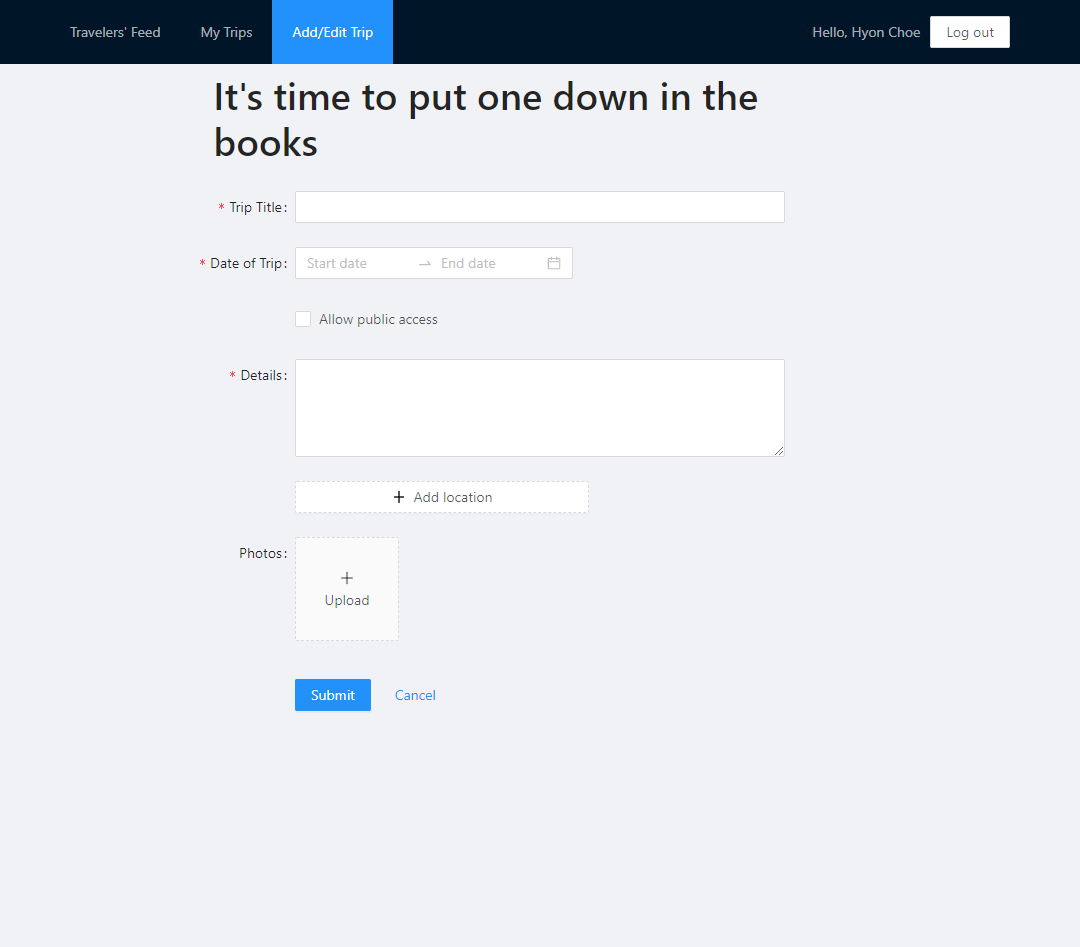 Travelers' Feed My Trips Add/Edit Trip Hello, Hyon Choe Log out
It's time to put one down in the
books
* Trip Title:
* Date of Trip: Start date → End date
Allow public access
* Details:
+ Add location
Photos:
+
Upload
Submit Cancel